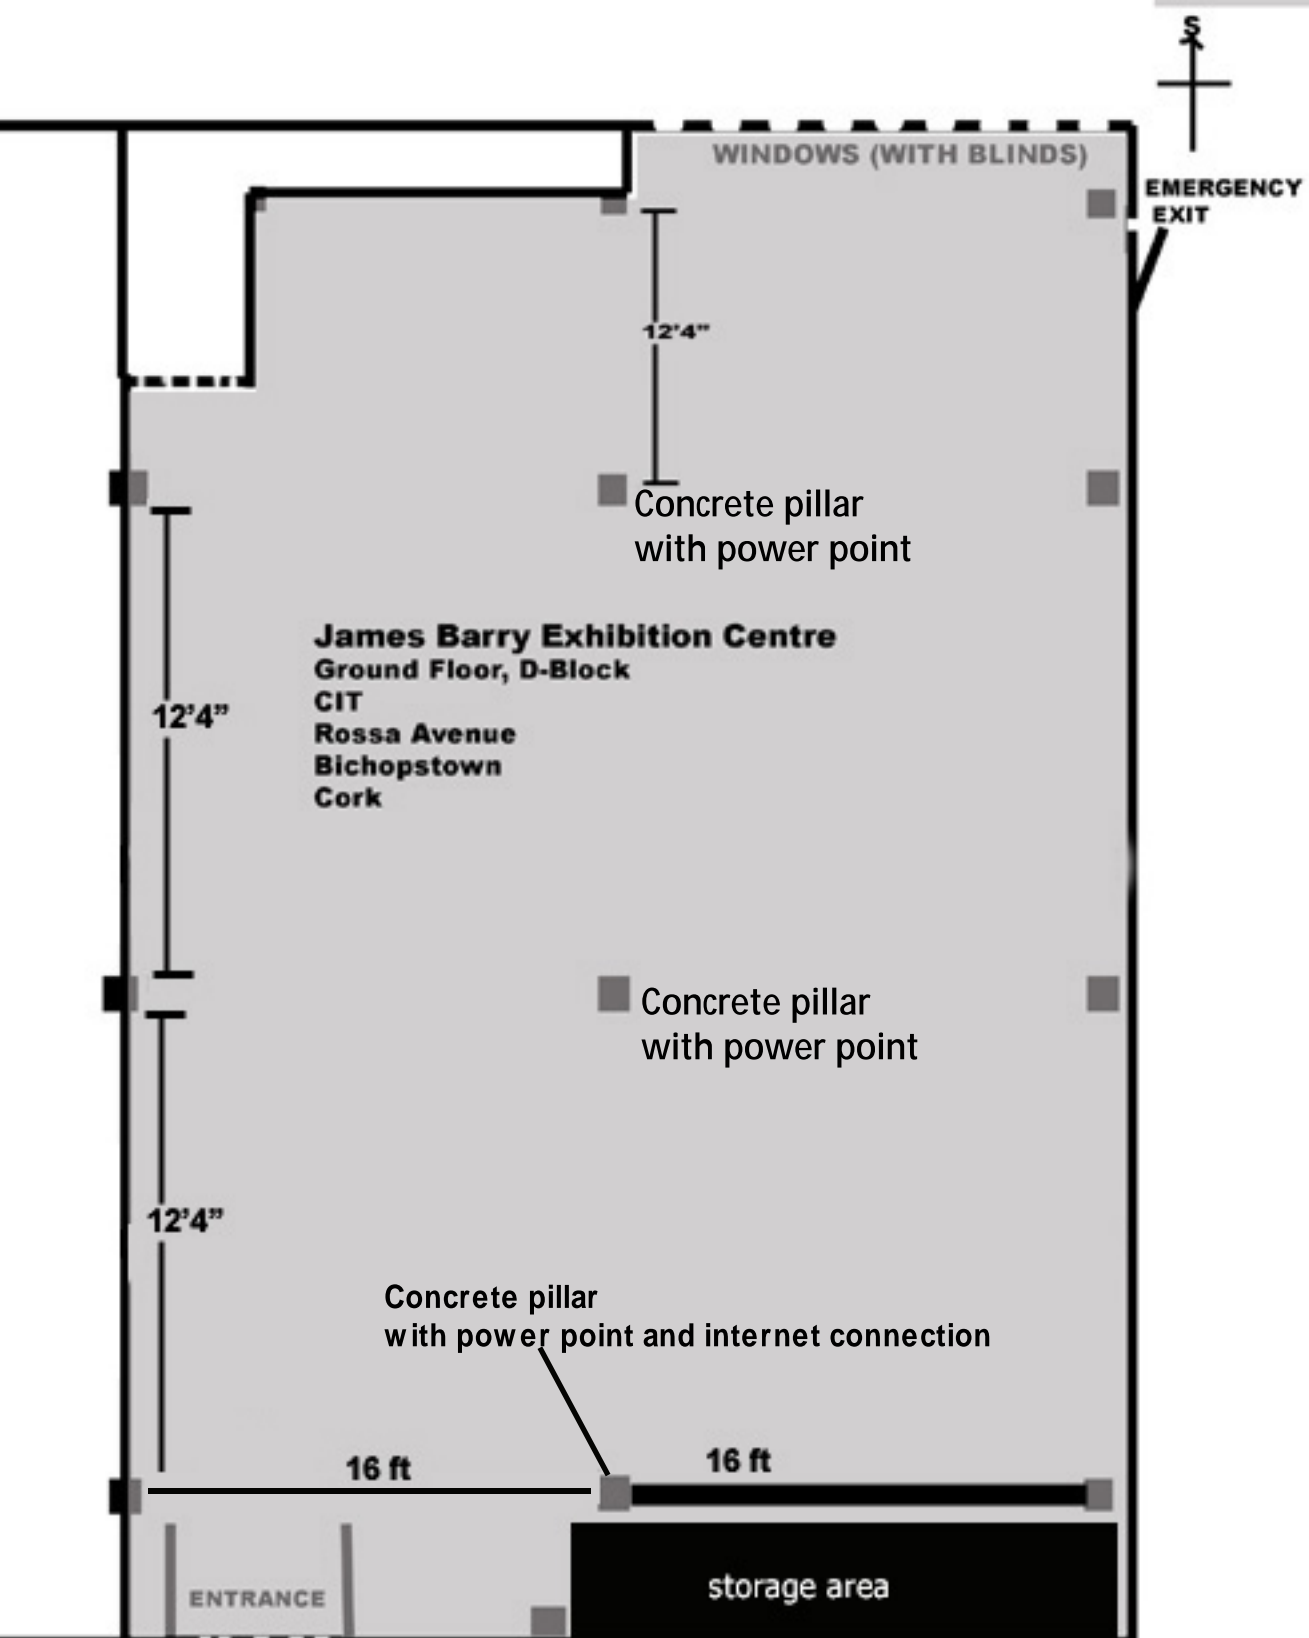 S
WINDOWS (WITH BLINDS)
EMERGENCY
EXIT
12'4"
Concrete pillar
with power point
James Barry Exhibition Centre
Ground Floor, D-Block
CIT
Rossa Avenue
Bichopstown
Cork
12’4”
Concrete pillar
with power point
12’4”
Concrete pillar
with power point and internet connection
16 ft
16 ft
ENTRANCE
storage area